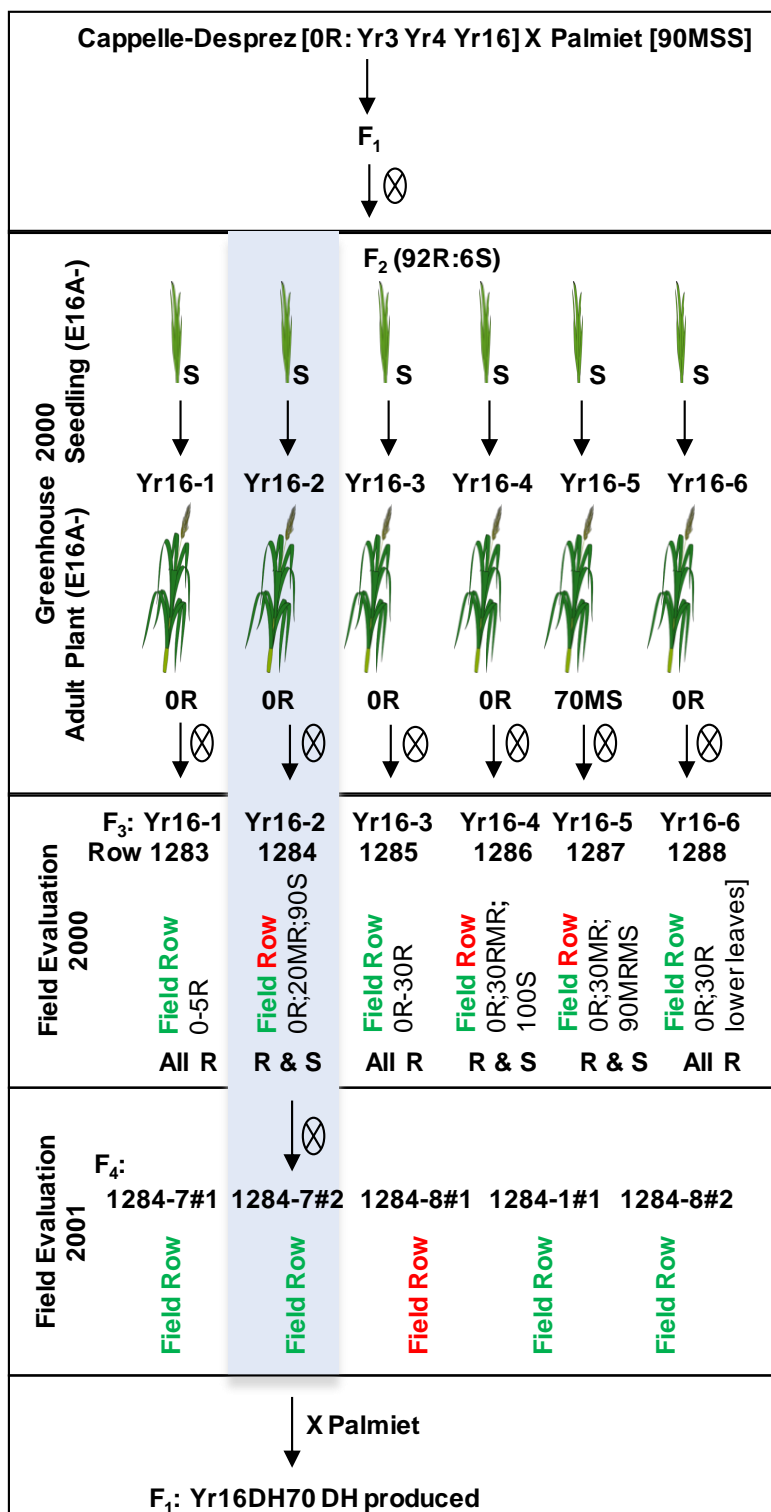 Cappelle-Desprez [0R: Yr3 Yr4 Yr16] X Palmiet [90MSS]
F₁
F₂ (92R:6S)
Greenhouse 2000
Seedling (E16A-)
Adult Plant (E16A-)
S S S S S S
Yr16-1 Yr16-2 Yr16-3 Yr16-4 Yr16-5 Yr16-6
0R 0R 0R 0R 70MS 0R
Field Evaluation
2000
F₃: Yr16-1 Yr16-2 Yr16-3 Yr16-4 Yr16-5 Yr16-6
Row 1283 1284 1285 1286 1287 1288
Field Row
0-5R
Field Row
0R;20MR;90S
Field Row
0R-30R
Field Row
0R;30RMR;
100S
Field Row
0R;30MR;
90MRMS
Field Row
0R;30R
lower leaves]
All R R & S All R R & S R & S All R
Field Evaluation
2001
F₄:
1284-7#1 1284-7#2 1284-8#1 1284-1#1 1284-8#2
Field Row Field Row Field Row Field Row Field Row
X Palmiet
F₁: Yr16DH70 DH produced